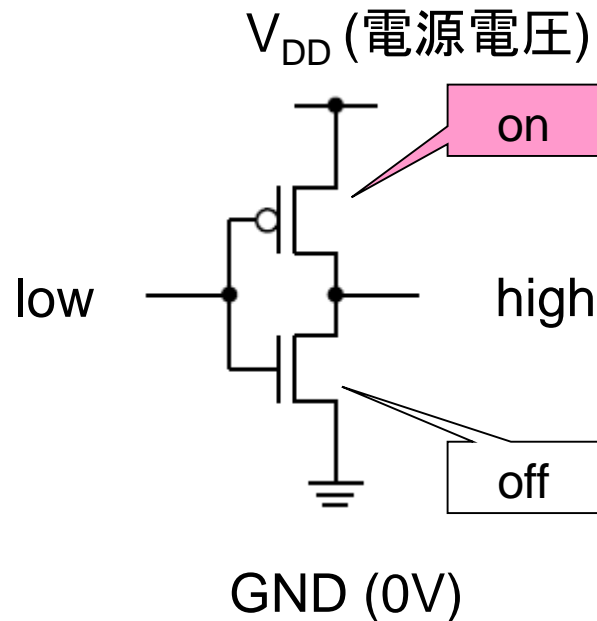 VDD (電源電圧)
on
low
high
off
GND (0V)